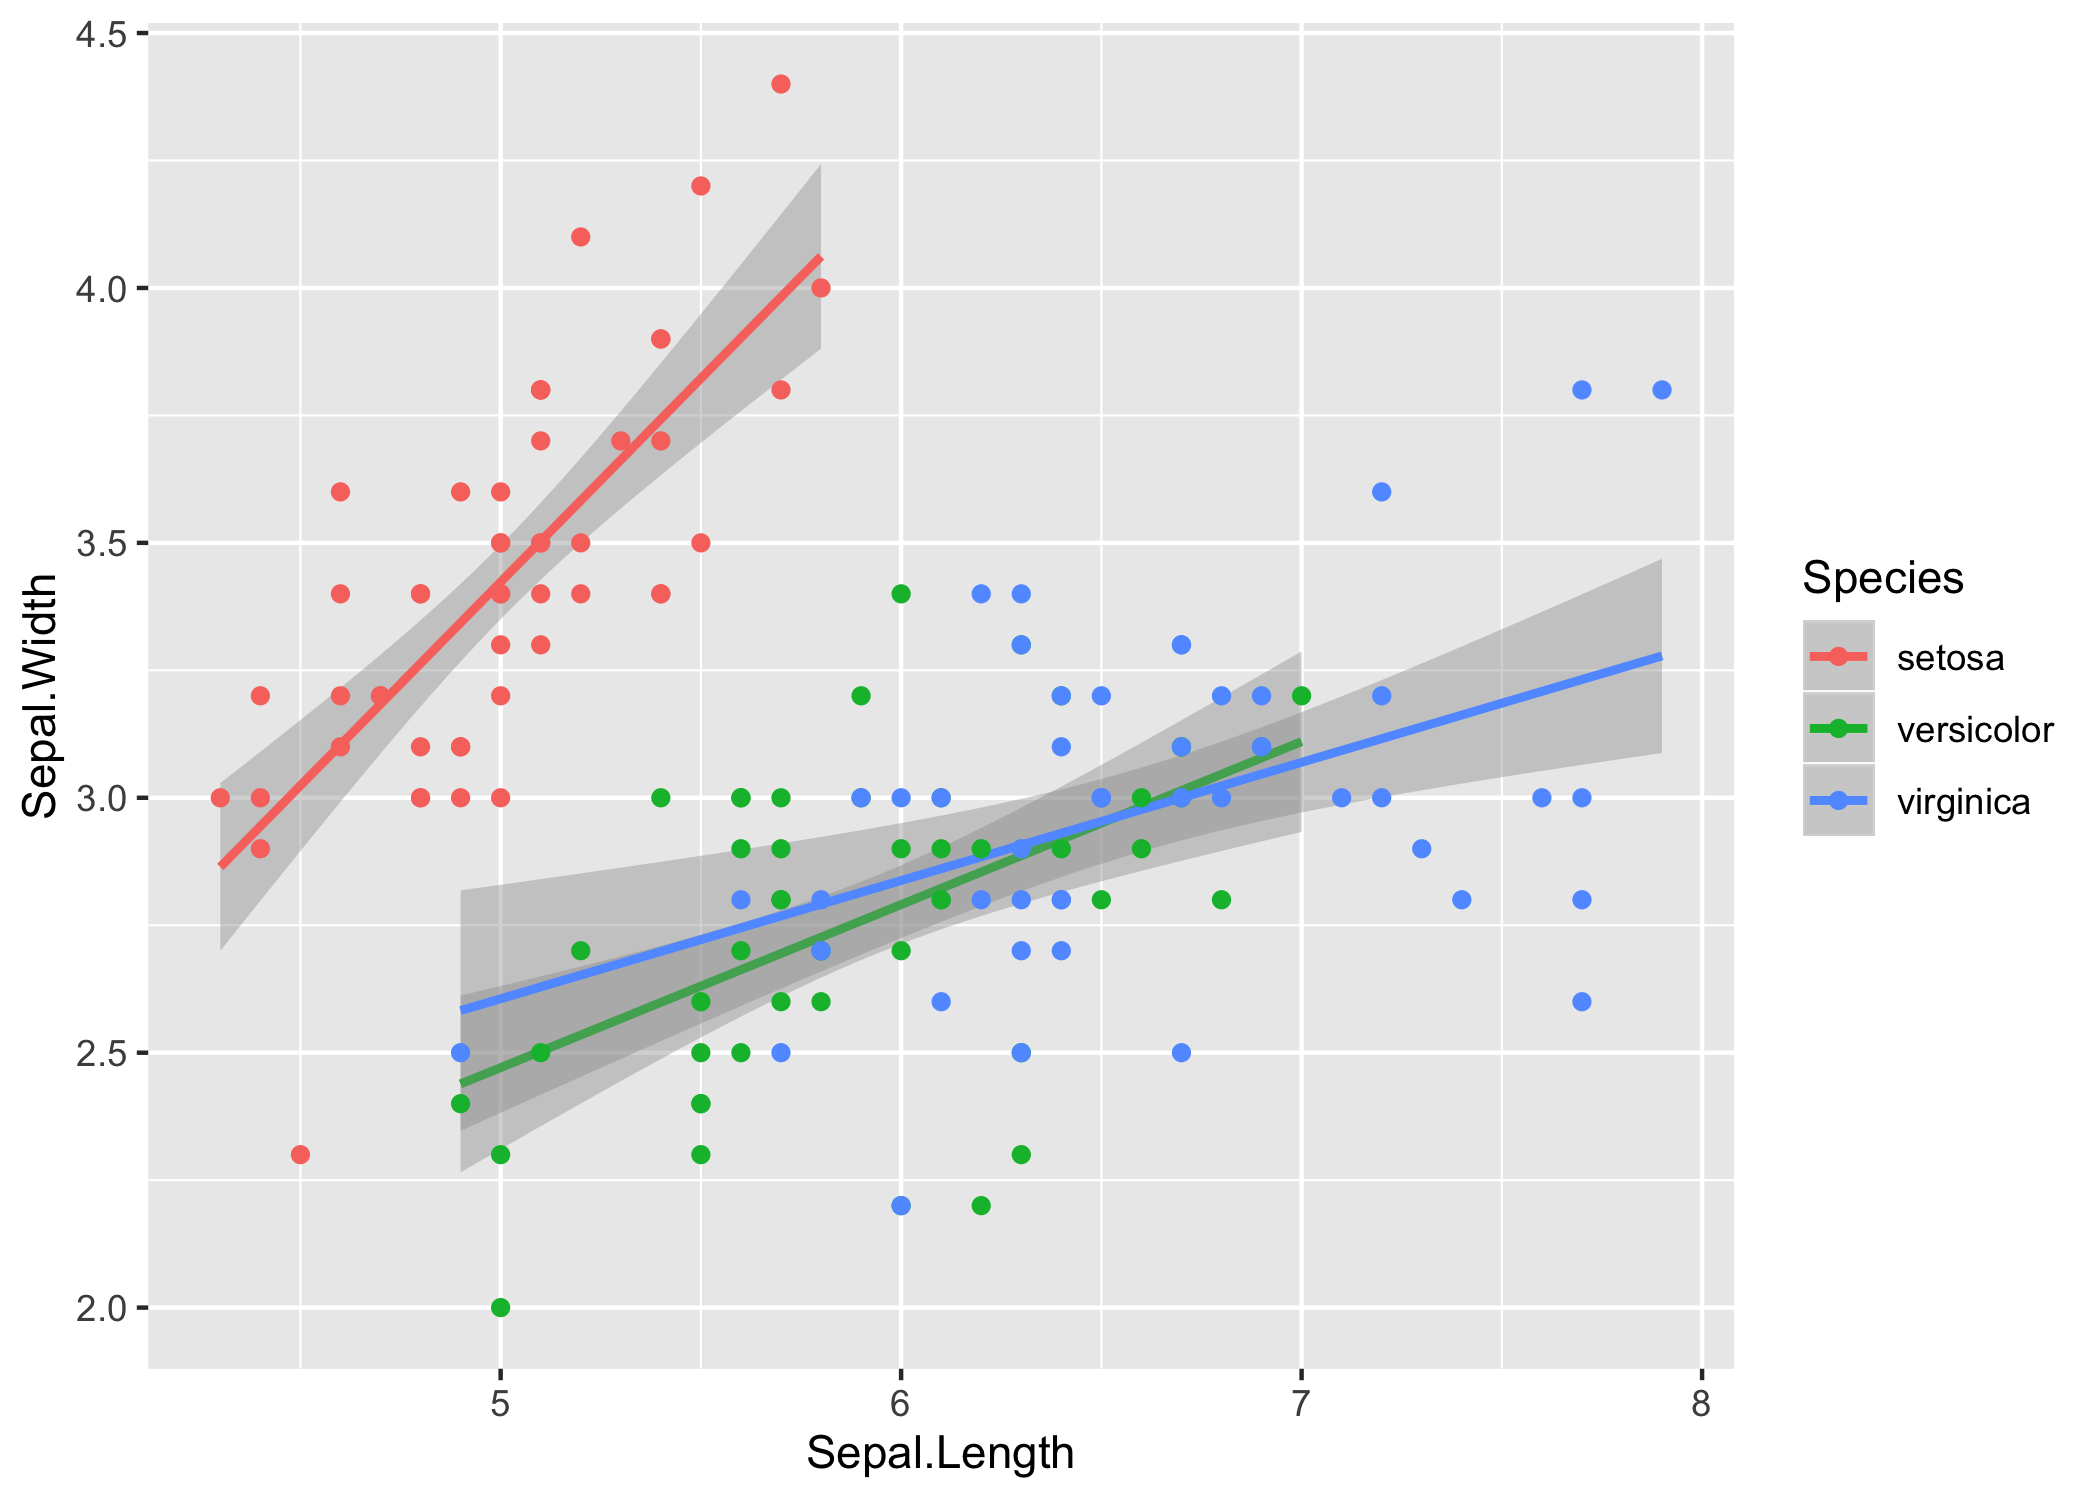 4.5
4.0
3.5
3.0
2.5
2.0
Sepal.Width
5 6 7 8
Sepal.Length
Species
setosa
versicolor
virginica